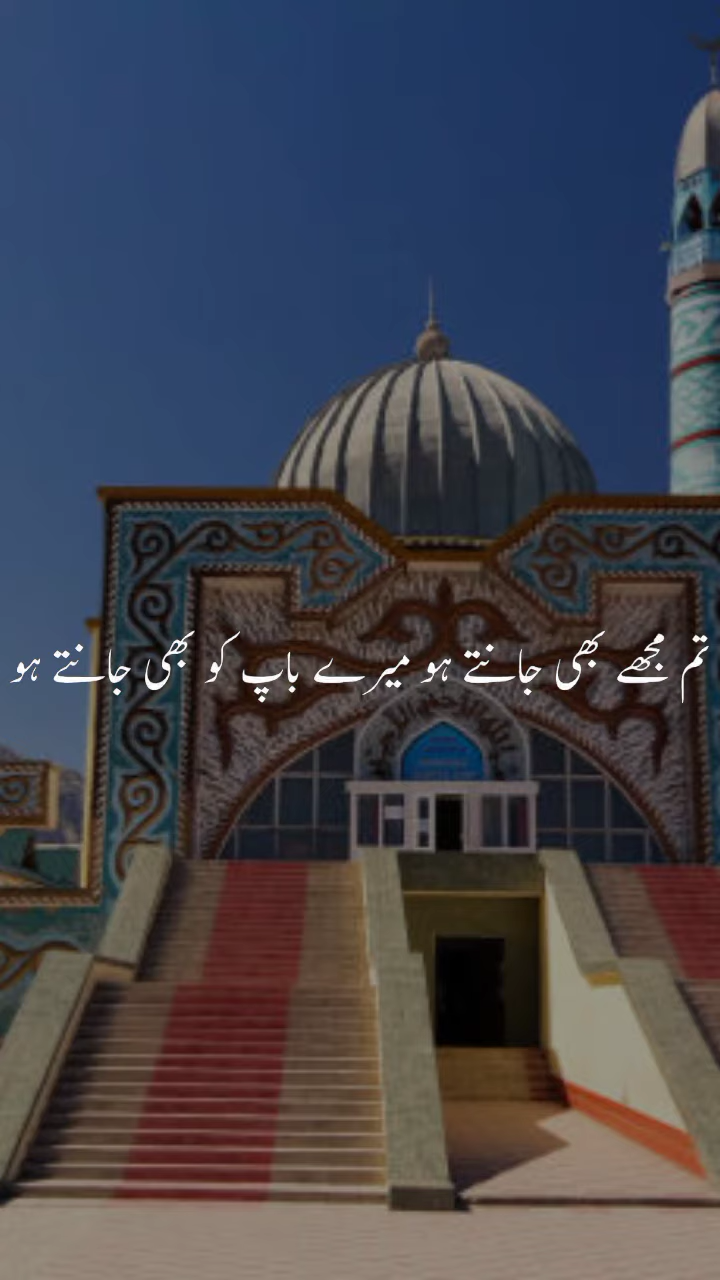 تم مجھے بھی جانتے ہو میرے باپ کو بھی جانتے ہو